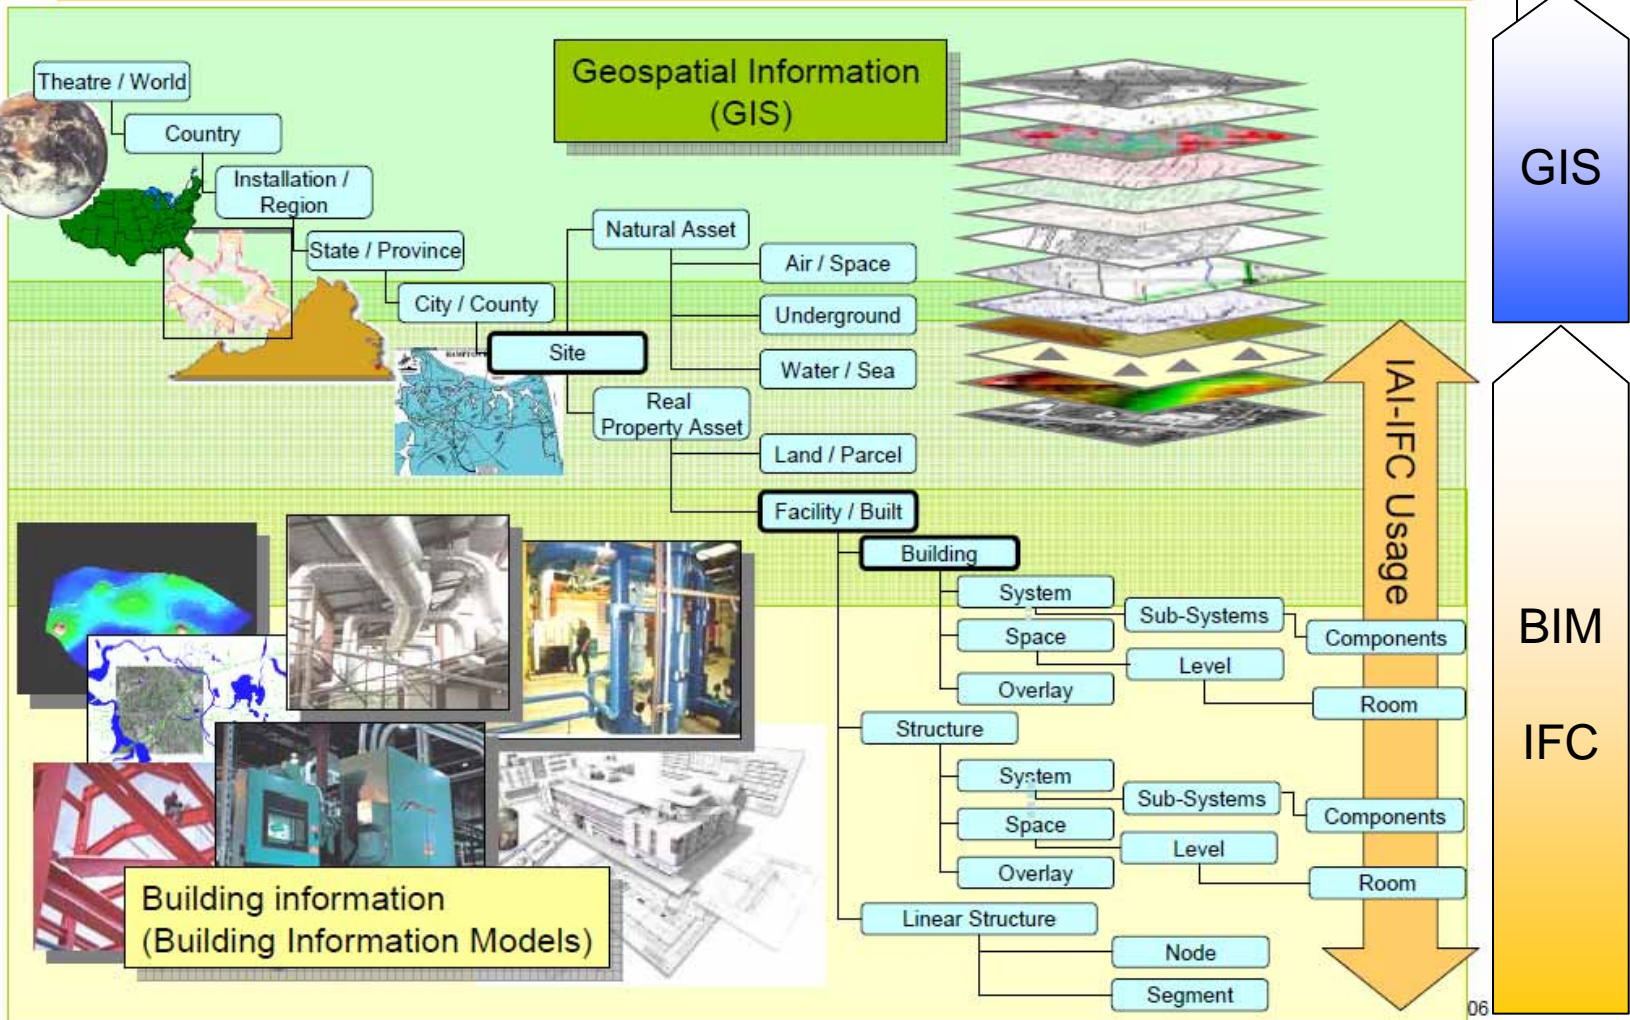 Geospatial Information
(GIS)
Theatre / World
Country
Installation /
Region
State / Province
City / County
Site
Natural Asset
Air / Space
Underground
Water / Sea
Real
Property Asset
Land / Parcel
Facility / Built
Building
System
Sub-Systems
Components
Space
Level
Room
Overlay
Structure
System
Sub-Systems
Components
Space
Level
Room
Overlay
Linear Structure
Node
Segment
Building information
(Building Information Models)
IAI-IFC Usage
GIS
BIM
IFC
06